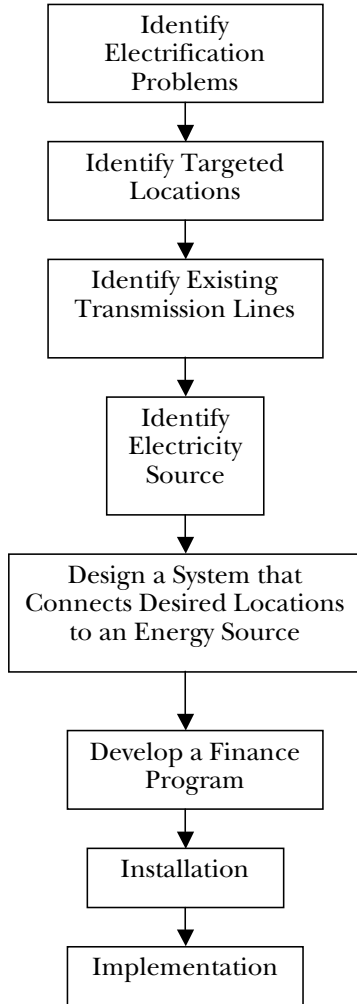 Identify
Electrification
Problems
Identify Targeted
Locations
Identify Existing
Transmission Lines
Identify
Electricity
Source
Design a System that
Connects Desired Locations
to an Energy Source
Develop a Finance
Program
Installation
Implementation